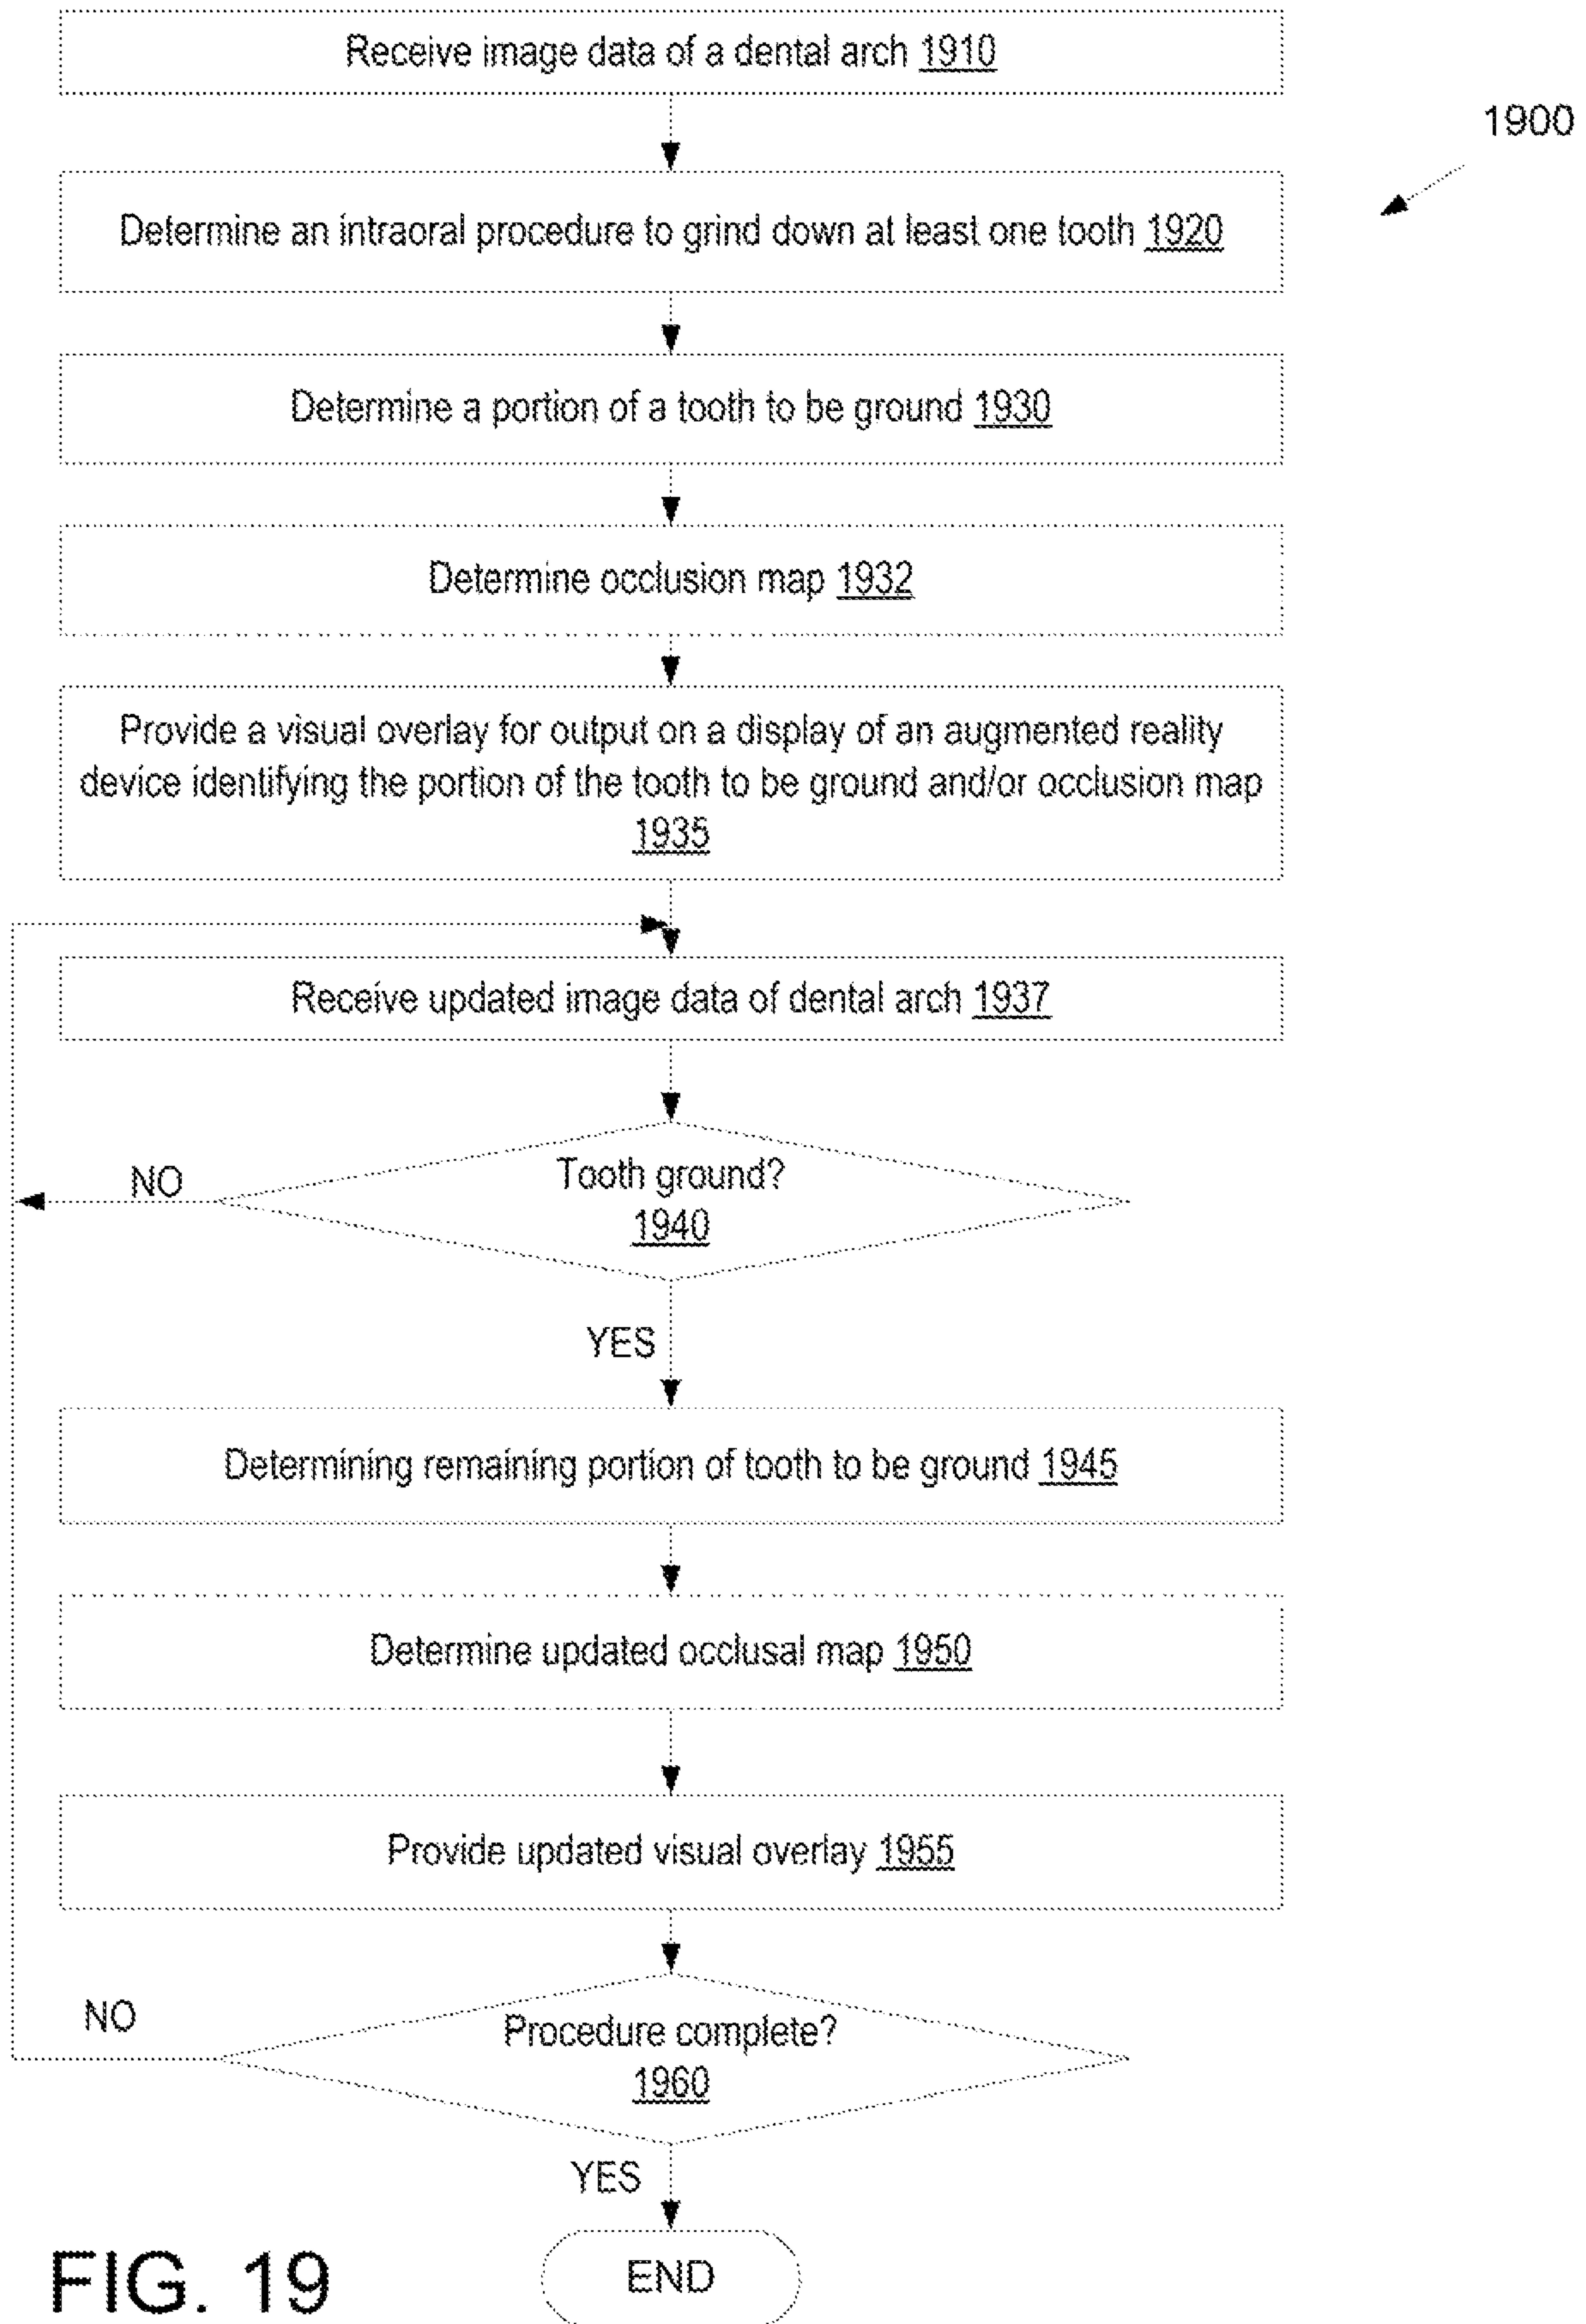 Receive image data of a dental arch 1910
1900
Determine an intraoral procedure to grind down at least one tooth 1920
Determine a portion of a tooth to be ground 1930
Determine occlusion map 1932
Provide a visual overlay for output on a display of an augmented reality
device identifying the portion of the tooth to be ground and/or occlusion map
1935
Receive updated image data of dental arch 1937
NO
Tooth ground?
1940
YES
Determining remaining portion of tooth to be ground 1945
Determine updated occlusal map 1950
Provide updated visual overlay 1955
NO
Procedure complete?
1960
YES
END
FIG. 19